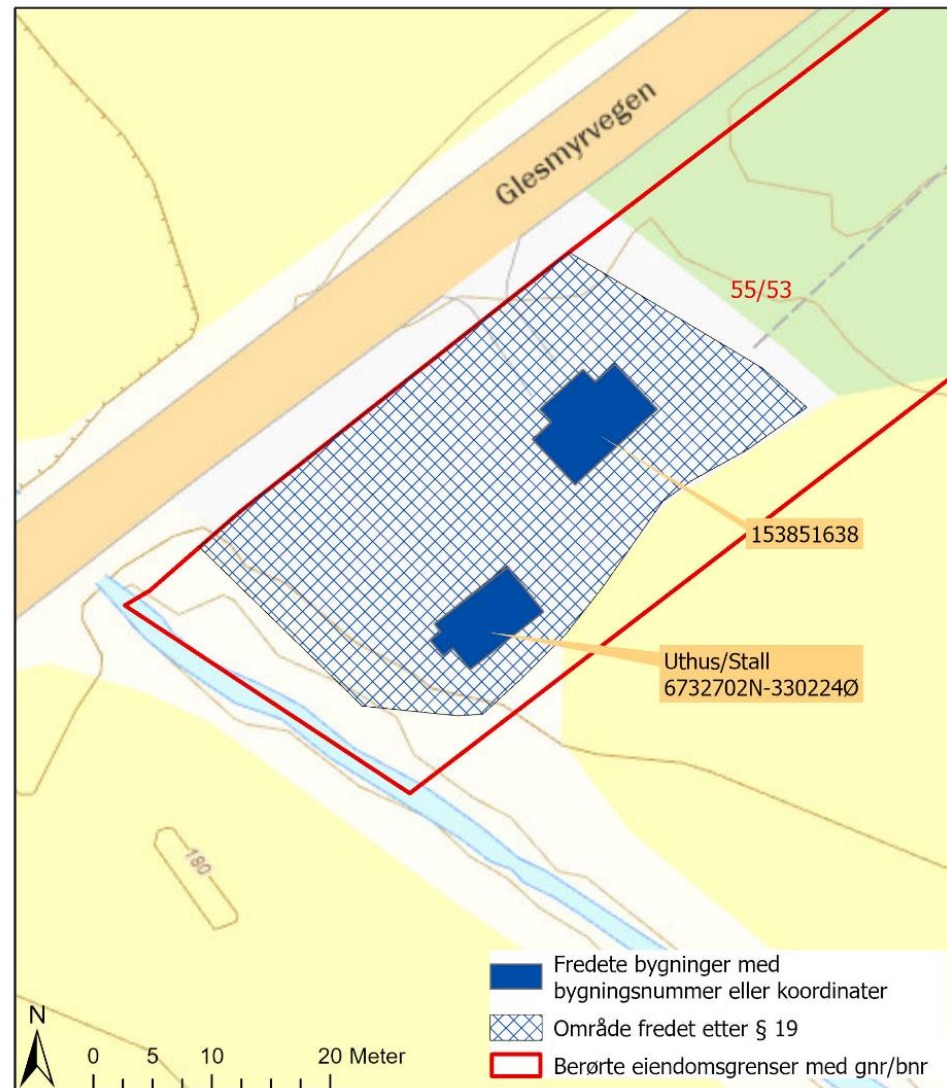 Glesmyrvegen
55/53
153851638
Uthus/Stall
6732702N-330224Ø
180
Fredete bygninger med
bygningsnummer eller koordinater
Område fredet etter § 19
Berørte eiendomsgrenser med gnr/bnr
N
0 5 10 20 Meter